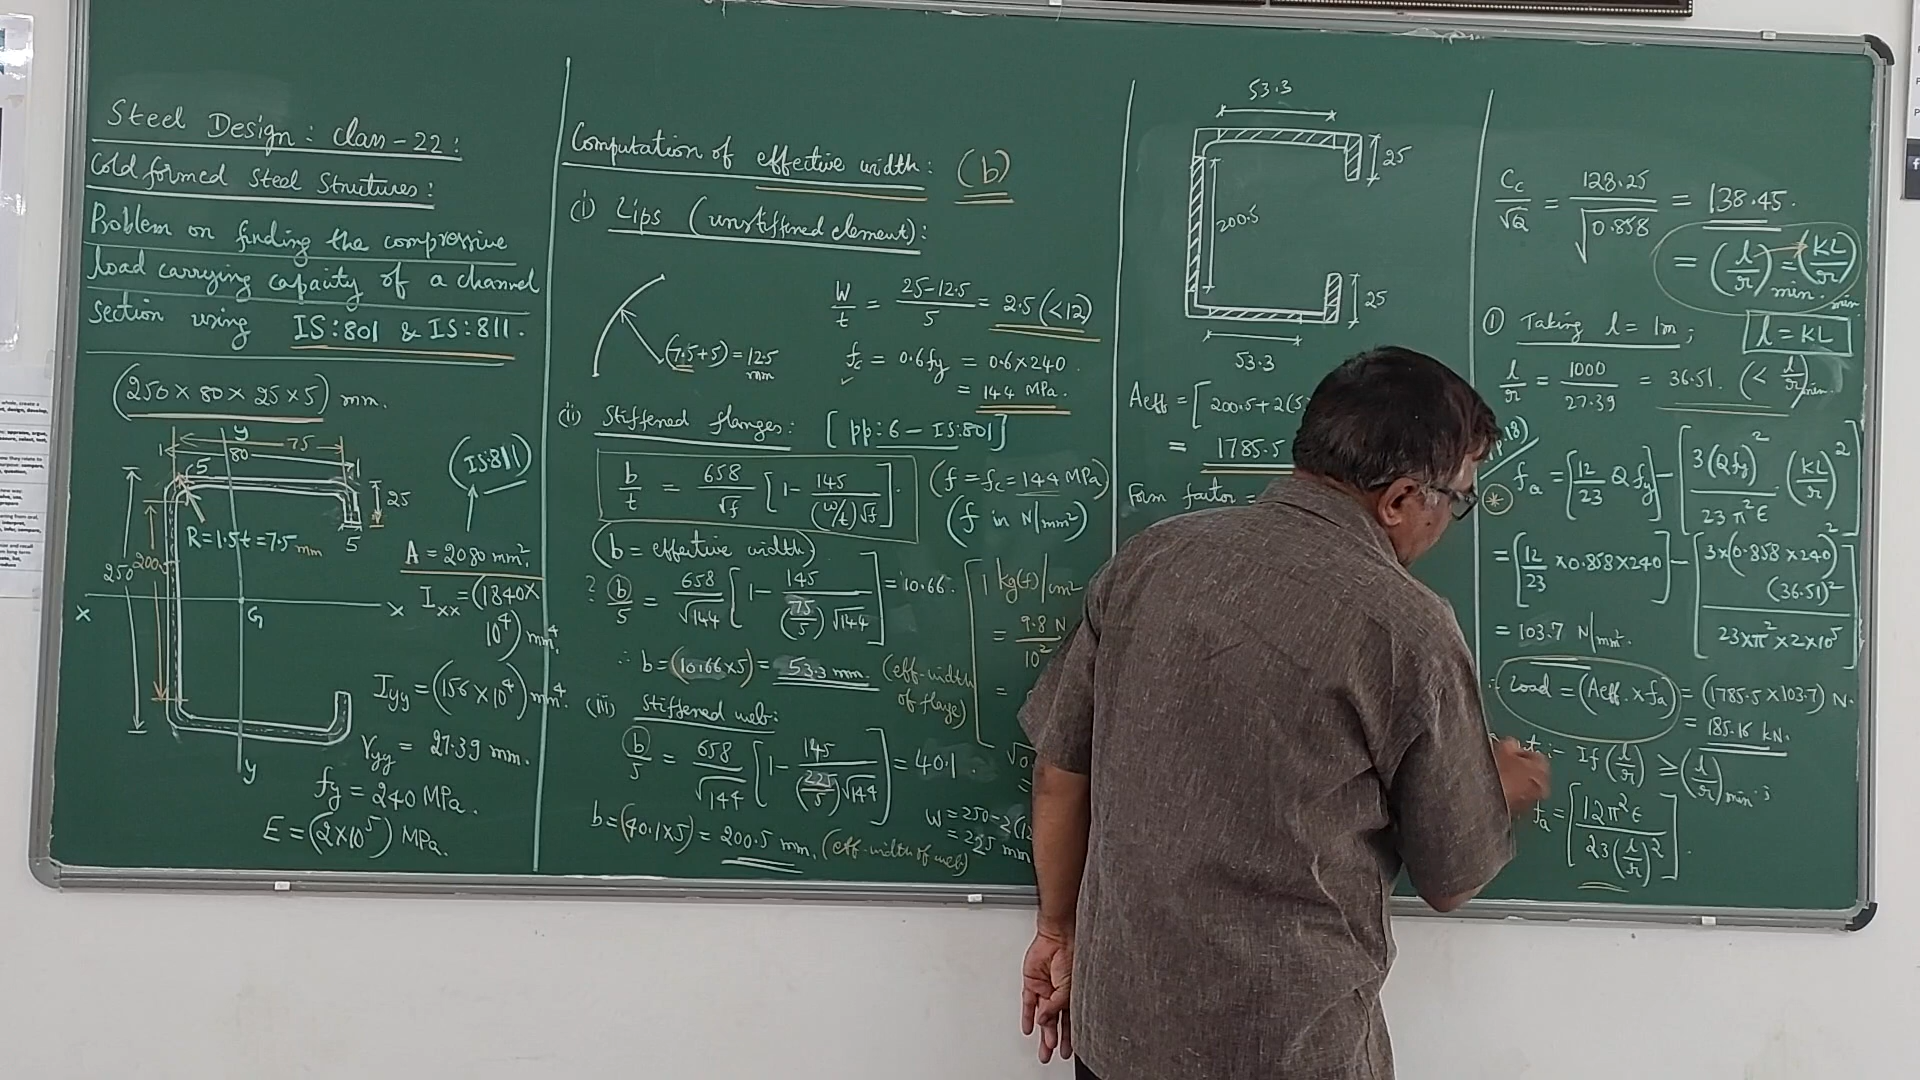 Steel Design: Class-22:
Cold formed Steel Structures:
Problem on finding the compressive
load carrying capacity of a channel
section using IS:801 & IS:811.
(250 × 80 × 25 × 5) mm.
y
75
80
5
25
R = 1.5t = 7.5 mm
5
250
200.5
x
x
G
y
(IS:811)
A = 2080 mm².
Ixx = (1840 ×
10⁴) mm⁴.
Iyy = (156 × 10⁴) mm⁴.
ryy = 27.39 mm.
fy = 240 MPa.
E = (2×10⁵) MPa.
Computation of effective width: (b)
(i) Lips (unstiffened element):
(7.5+5) = 12.5 mm
W/t = (25-12.5)/5 = 2.5 (<12)
fc = 0.6fy = 0.6×240
= 144 MPa.
(ii) Stiffened flanges: [pp:6 - IS:801]
b/t = 658/√f [1 - 145/((w/t)√f)]. (f = fc = 144 MPa)
(f in N/mm²)
(b = effective width)
? b/5 = 658/√144 [1 - 145/((75/5)√144)] = 10.66.
∴ b = (10.66×5) = 53.3 mm. (eff-width
of flange)
1 kg(f)/cm²
= 9.8 N
10²
=
(iii) Stiffened web:
b/5 = 658/√144 [1 - 145/((225/5)√144)] = 40.1.
b = (40.1×5) = 200.5 mm. (eff-width of web)
W = 250-2(12
= 225 mm
53.3
25
200.5
25
53.3
Aeff = [200.5+2(5
= 1785.5
Form factor =
Cc/√Q = 128.25/√0.858 = 138.45.
= (l/r)min. = (KL/r)min
① Taking l = 1m; l = KL
l/r = 1000/27.39 = 36.51. (< (l/r)min.
p.18)
* fa = [12/23 Q fy] - [3(Qfy)²/23π²E · (KL/r)²]
= [12/23 ×0.858×240] - [3×(0.858×240)² (36.51)²/23×π²×2×10⁵]
= 103.7 N/mm².
∴ Load = (Aeff. × fa) = (1785.5×103.7) N.
= 185.16 kN.
:- If (l/r) ≥ (l/r)min. ;
fa = [12π²E/23(l/r)²].